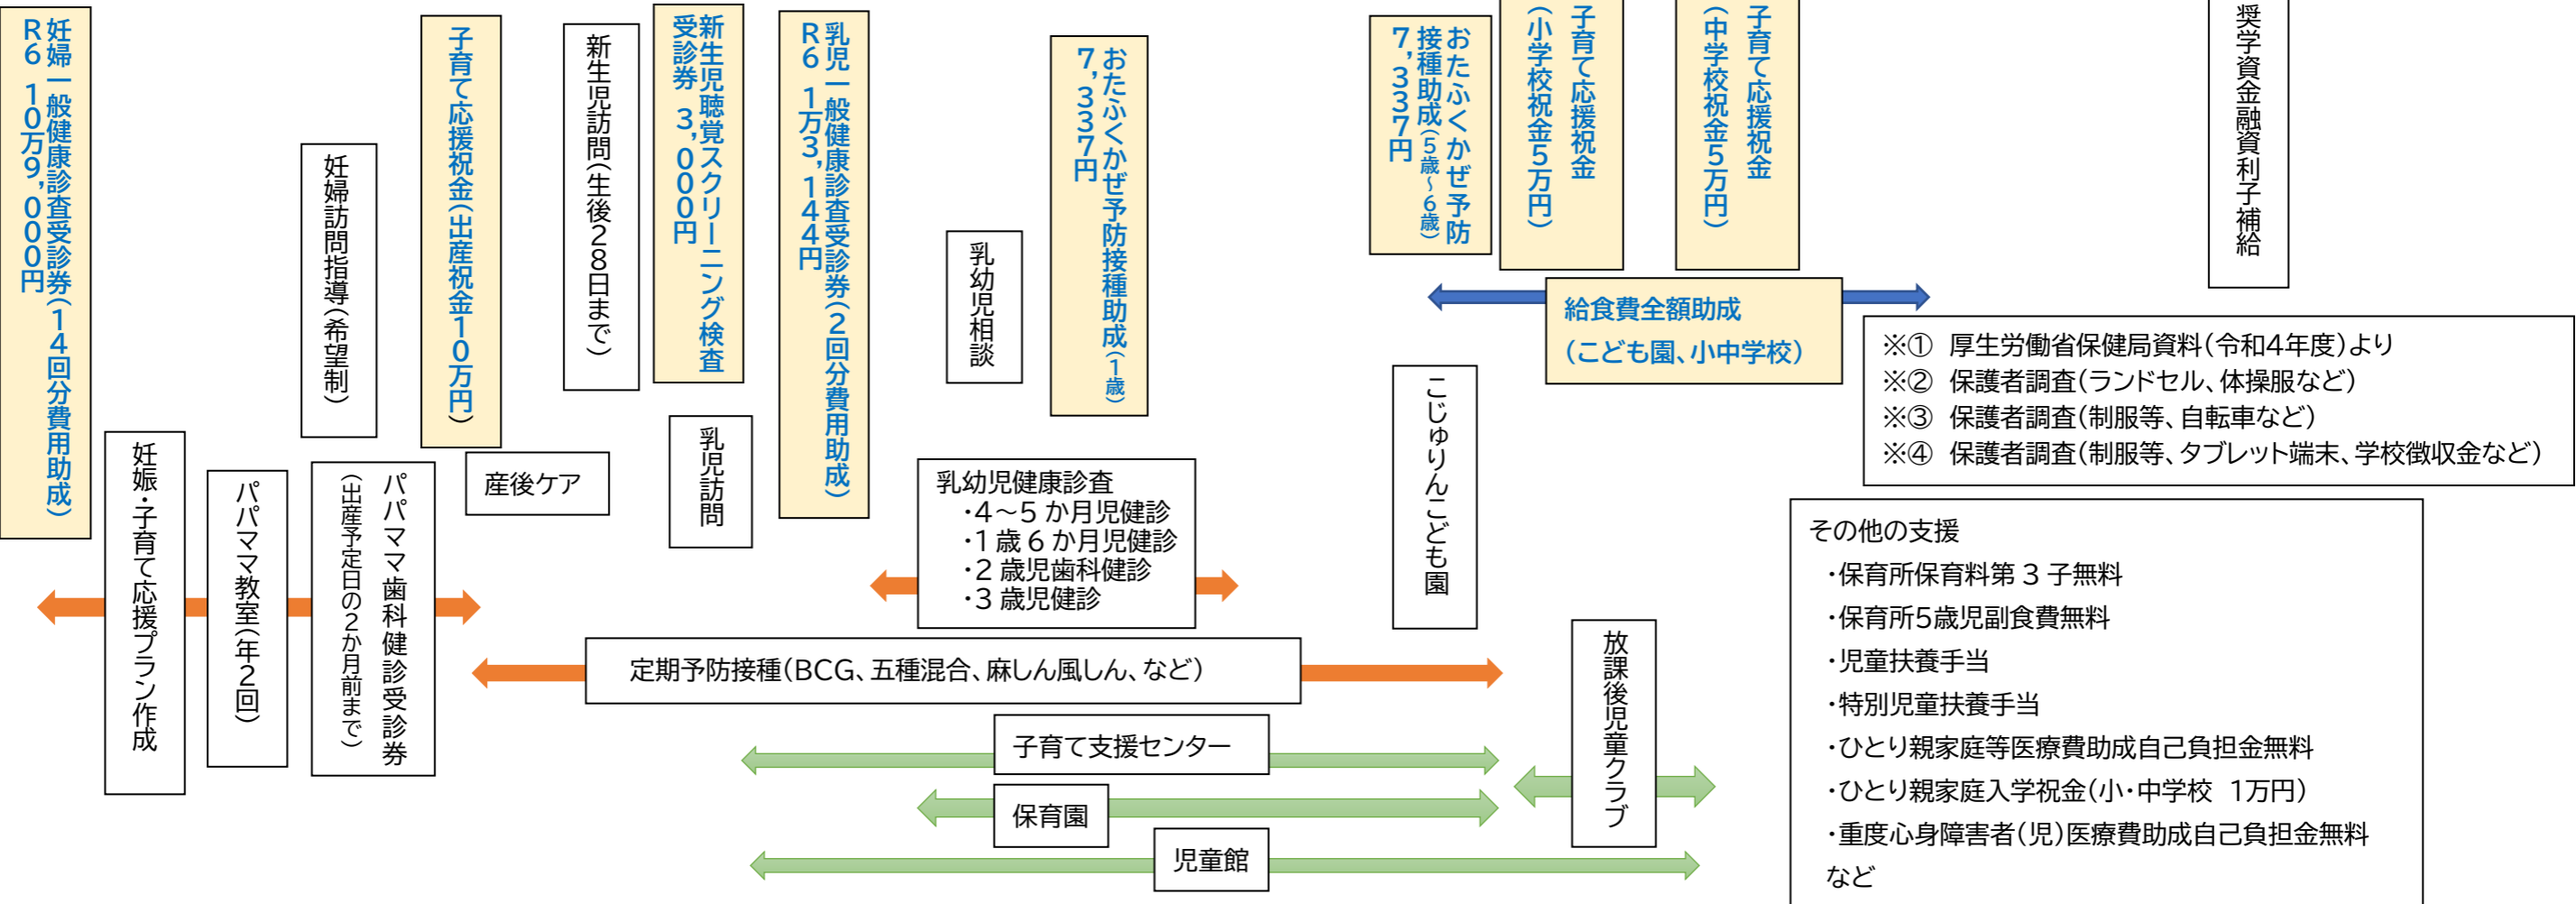 妊婦一般健康診査受診券(14回分費用助成)
R6 10万9,000円
妊娠・子育て応援プラン作成
パパママ教室(年2回)
妊婦訪問指導(希望制)
パパママ歯科健診受診券
(出産予定日の2か月前まで)
子育て応援祝金(出産祝金10万円)
産後ケア
新生児訪問(生後28日まで)
新生児聴覚スクリーニング検査
受診券 3,000円
乳児訪問
乳児一般健康診査受診券(2回分費用助成)
R6 1万3,144円
乳幼児相談
おたふくかぜ予防接種助成(1歳)
7,337円
乳幼児健康診査
・4～5か月児健診
・1歳6か月児健診
・2歳児歯科健診
・3歳児健診
定期予防接種(BCG、五種混合、麻しん風しん、など)
子育て支援センター
保育園
児童館
おたふくかぜ予防
接種助成(5歳～6歳)
7,337円
こじゅりんこども園
子育て応援祝金
(小学校祝金5万円)
子育て応援祝金
(中学校祝金5万円)
給食費全額助成
(こども園、小中学校)
放課後児童クラブ
奨学資金融資利子補給
※① 厚生労働省保健局資料(令和4年度)より
※② 保護者調査(ランドセル、体操服など)
※③ 保護者調査(制服等、自転車など)
※④ 保護者調査(制服等、タブレット端末、学校徴収金など)
その他の支援
・保育所保育料第3子無料
・保育所5歳児副食費無料
・児童扶養手当
・特別児童扶養手当
・ひとり親家庭等医療費助成自己負担金無料
・ひとり親家庭入学祝金(小・中学校 1万円)
・重度心身障害者(児)医療費助成自己負担金無料
など